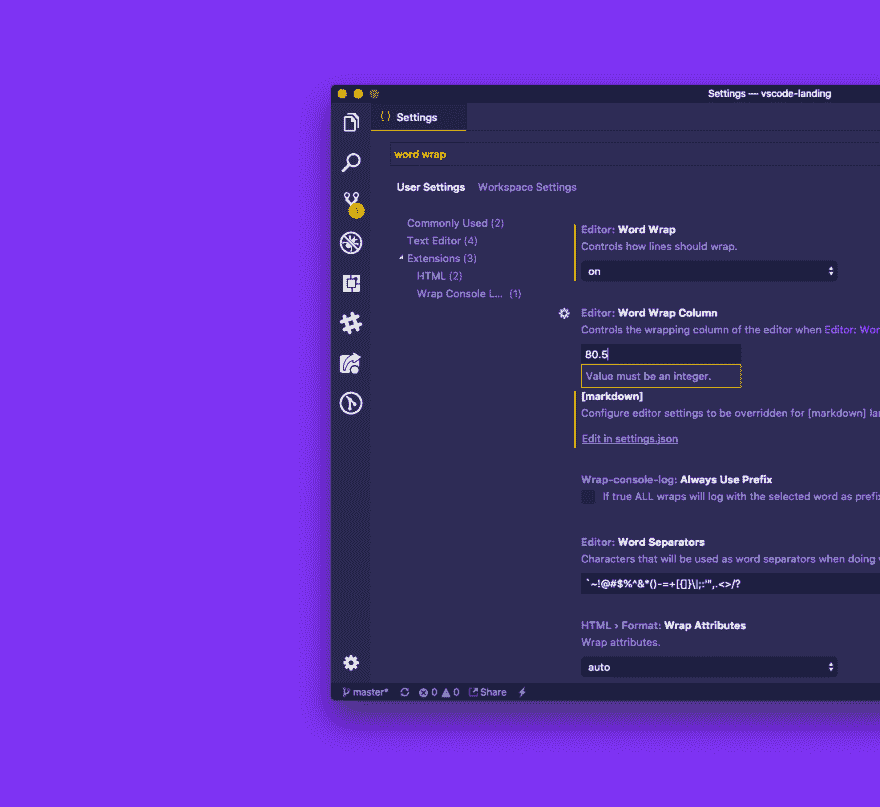 Settings — vscode-landing
Settings
word wrap
User Settings Workspace Settings
Commonly Used (2)
Text Editor (4)
Extensions (3)
HTML (2)
Wrap Console L... (1)
Editor: Word Wrap
Controls how lines should wrap.
on
Editor: Word Wrap Column
Controls the wrapping column of the editor when Editor:
80.5
Value must be an integer.
[markdown]
Configure editor settings to be overridden for [markdown]
Edit in settings.json
Wrap-console-log: Always Use Prefix
If true ALL wraps will log with the selected word as
Editor: Word Separators
Characters that will be used as word separators when doing
`~!@#$%^&*()-=+[{]}\|;:'",.<>/?
HTML › Format: Wrap Attributes
Wrap attributes.
auto
master* 0 0 Share